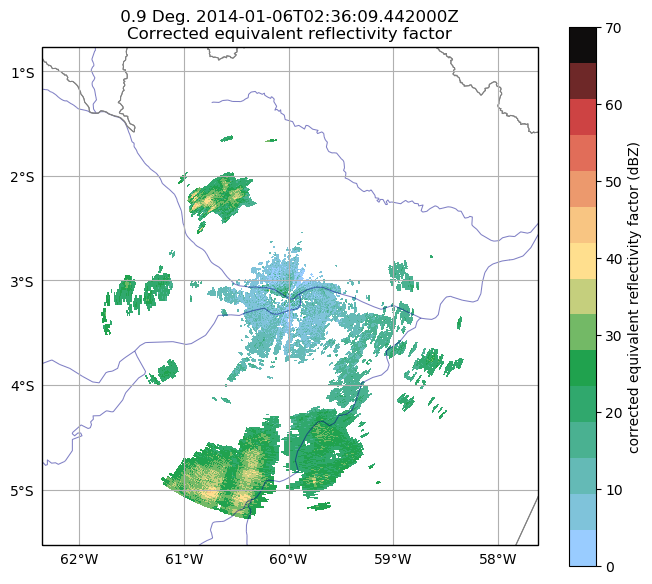 0.9 Deg. 2014-01-06T02:36:09.442000Z
Corrected equivalent reflectivity factor
1°S
2°S
3°S
4°S
5°S
62°W 61°W 60°W 59°W 58°W
70
60
50
40
30
20
10
0
corrected equivalent reflectivity factor (dBZ)